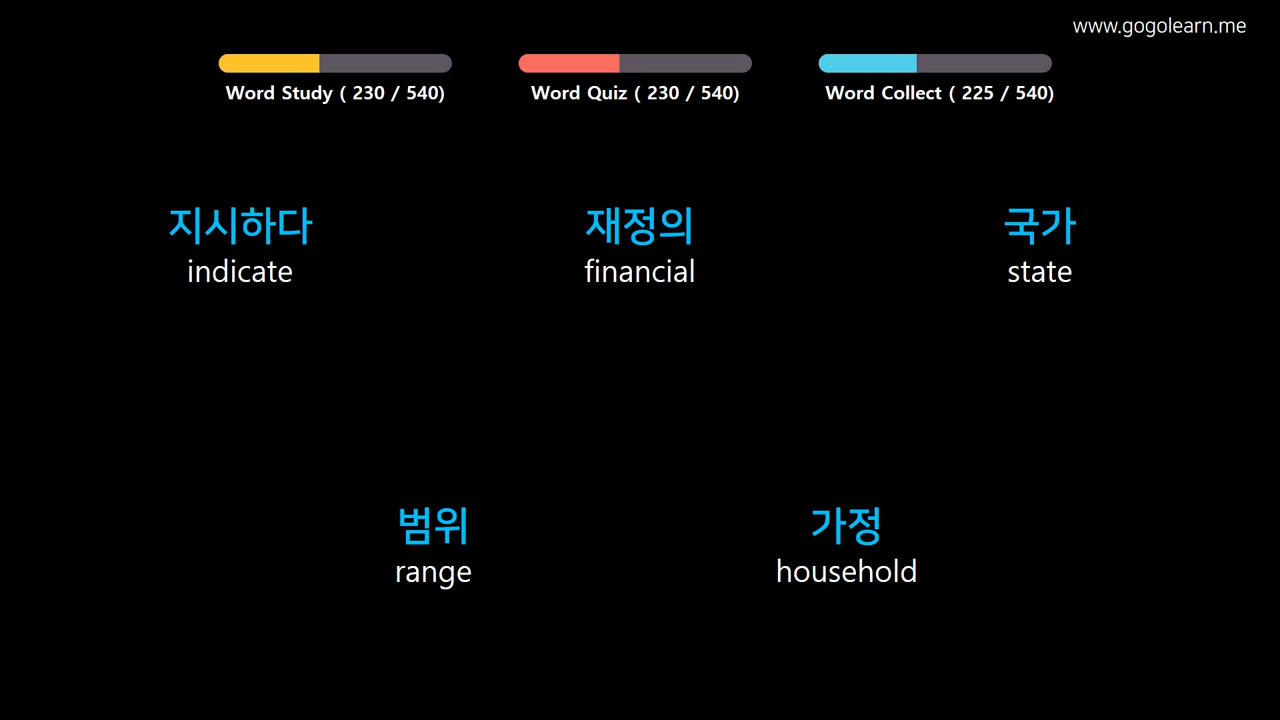 www.gogolearn.me
Word Study ( 230 / 540)
Word Quiz ( 230 / 540)
Word Collect ( 225 / 540)
지시하다
indicate
재정의
financial
국가
state
범위
range
가정
household